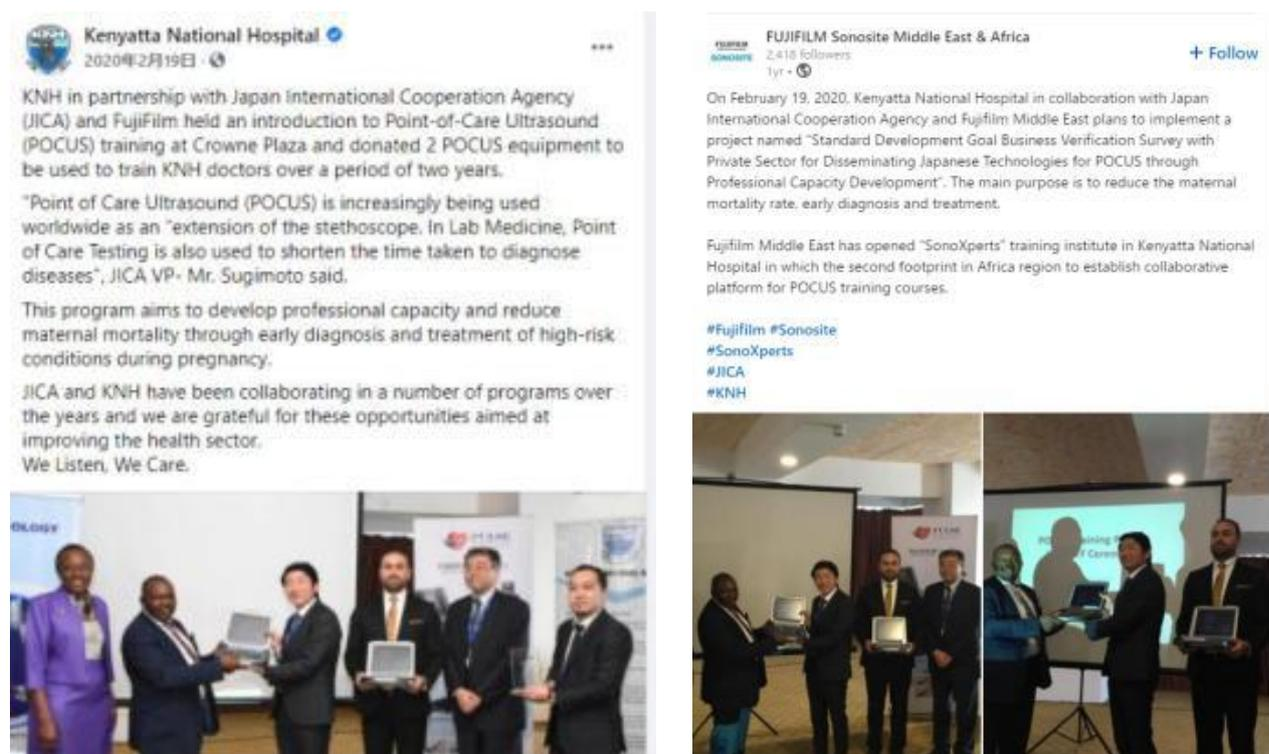 Kenyatta National Hospital
2020年2月19日
KNH in partnership with Japan International Cooperation Agency
(JICA) and FujiFilm held an introduction to Point-of-Care Ultrasound
(POCUS) training at Crowne Plaza and donated 2 POCUS equipment to
be used to train KNH doctors over a period of two years.
"Point of Care Ultrasound (POCUS) is increasingly being used
worldwide as an "extension of the stethoscope. In Lab Medicine, Point
of Care Testing is also used to shorten the time taken to diagnose
diseases", JICA VP- Mr. Sugimoto said.
This program aims to develop professional capacity and reduce
maternal mortality through early diagnosis and treatment of high-risk
conditions during pregnancy.
JICA and KNH have been collaborating in a number of programs over
the years and we are grateful for these opportunities aimed at
improving the health sector.
We Listen, We Care.
OLOGY
FUJIFILM
SONOSITE
FUJIFILM Sonosite Middle East & Africa
2,418 followers
1yr •
+ Follow
On February 19, 2020, Kenyatta National Hospital in collaboration with Japan
International Cooperation Agency and Fujifilm Middle East plans to implement a
project named "Standard Development Goal Business Verification Survey with
Private Sector for Disseminating Japanese Technologies for POCUS through
Professional Capacity Development". The main purpose is to reduce the maternal
mortality rate, early diagnosis and treatment.
Fujifilm Middle East has opened "SonoXperts" training institute in Kenyatta National
Hospital in which the second footprint in Africa region to establish collaborative
platform for POCUS training courses.
#Fujifilm #Sonosite
#SonoXperts
#JICA
#KNH